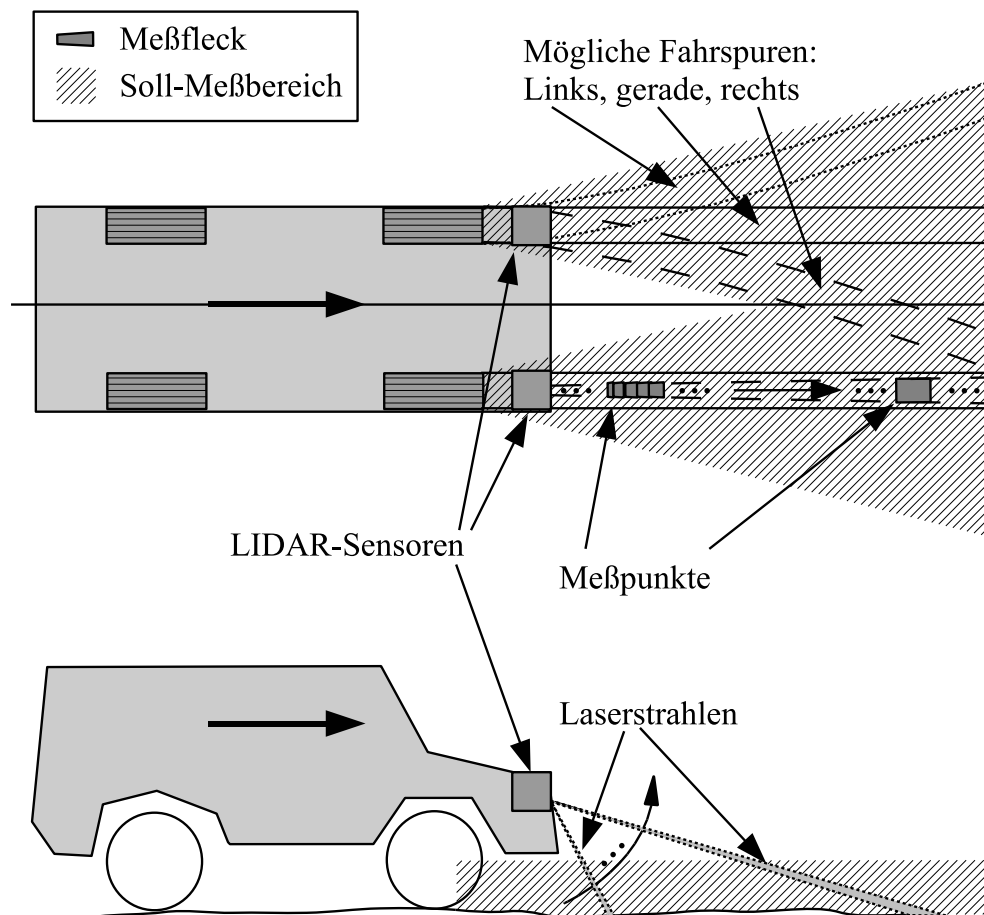 Meßfleck
Soll-Meßbereich
Mögliche Fahrspuren:
Links, gerade, rechts
LIDAR-Sensoren
Meßpunkte
Laserstrahlen